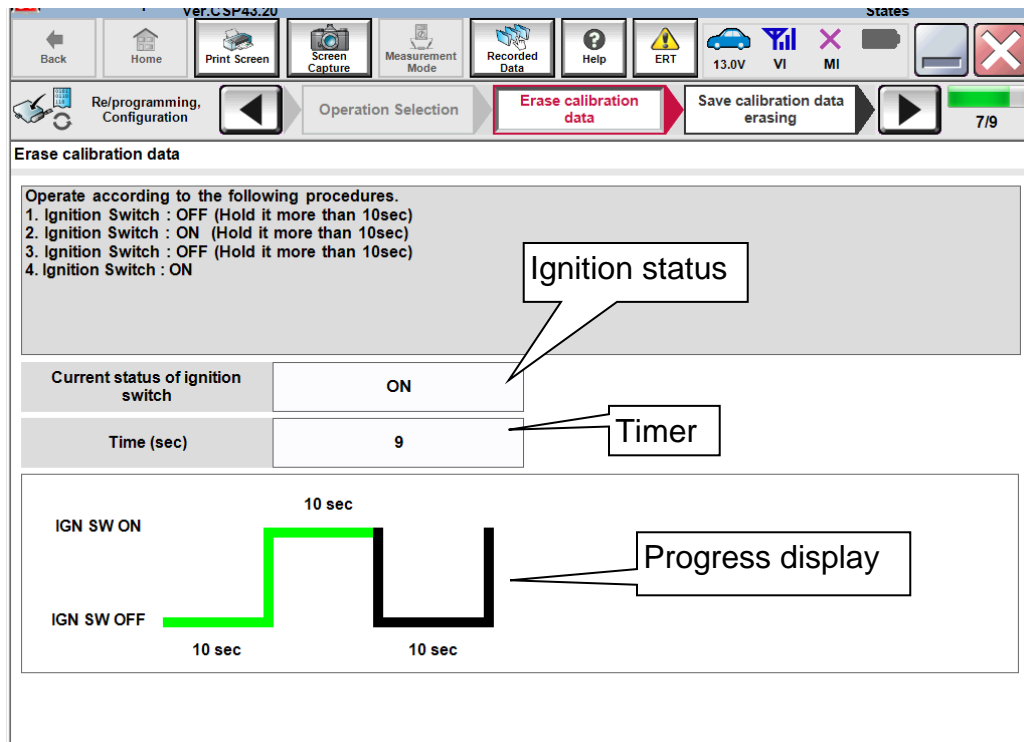 Ver.CSP43.20
States
Back
Home
Print Screen
Screen
Capture
Measurement
Mode
Recorded
Data
Help
ERT
13.0V
VI
MI
Re/programming,
Configuration
Operation Selection
Erase calibration
data
Save calibration data
erasing
7/9
Erase calibration data
Operate according to the following procedures.
1. Ignition Switch : OFF (Hold it more than 10sec)
2. Ignition Switch : ON (Hold it more than 10sec)
3. Ignition Switch : OFF (Hold it more than 10sec)
4. Ignition Switch : ON
Ignition status
Current status of ignition
switch
ON
Time (sec)
9
Timer
10 sec
IGN SW ON
Progress display
IGN SW OFF
10 sec
10 sec